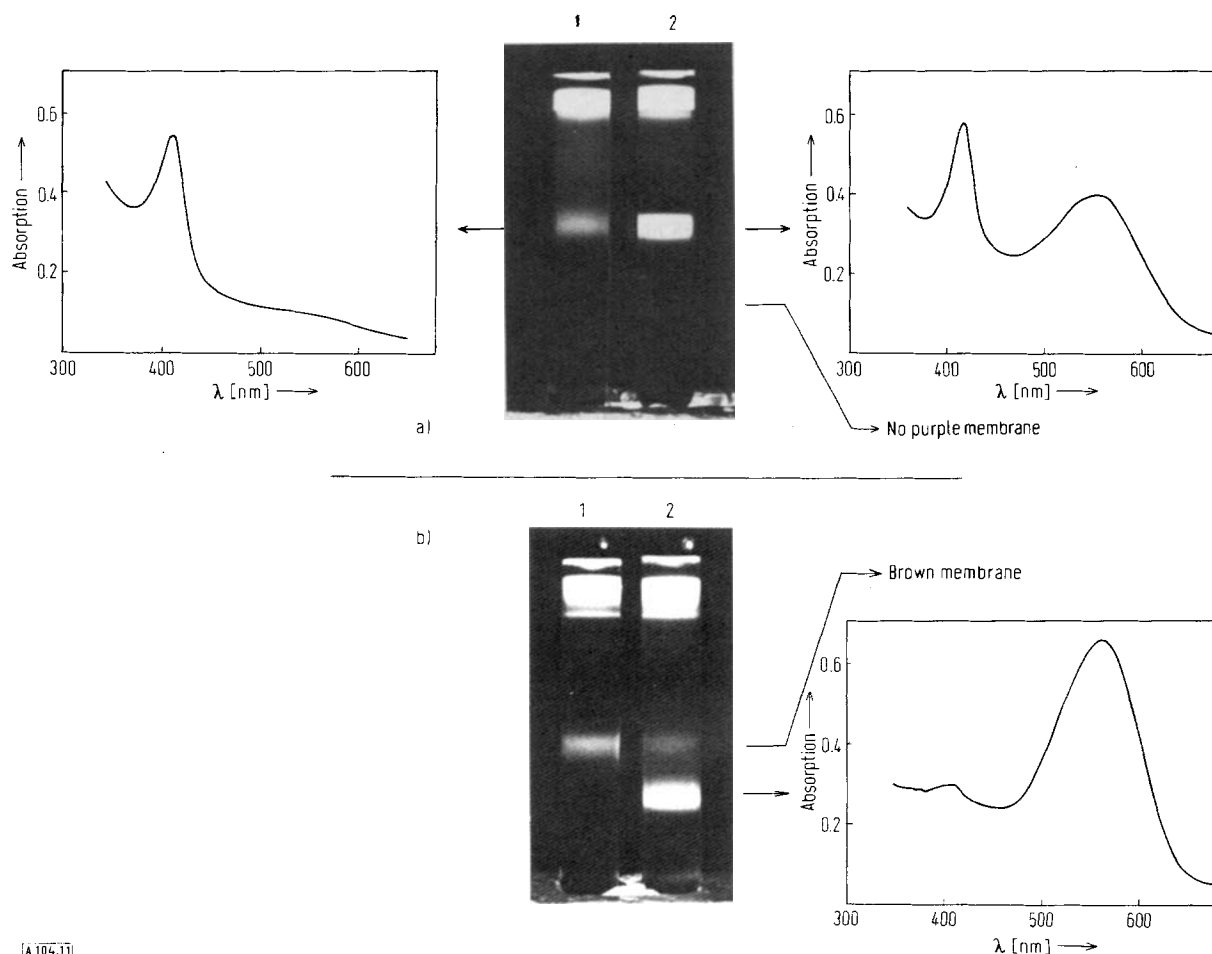 1 2
0.6
0.4
0.2
Absorption →
300 400 500 600
λ [nm] →
0.6
0.4
0.2
Absorption →
300 400 500 600
λ [nm] →
a)
No purple membrane
b)
1 2
Brown membrane
0.6
0.4
0.2
Absorption →
300 400 500 600
λ [nm] →
A 104.11